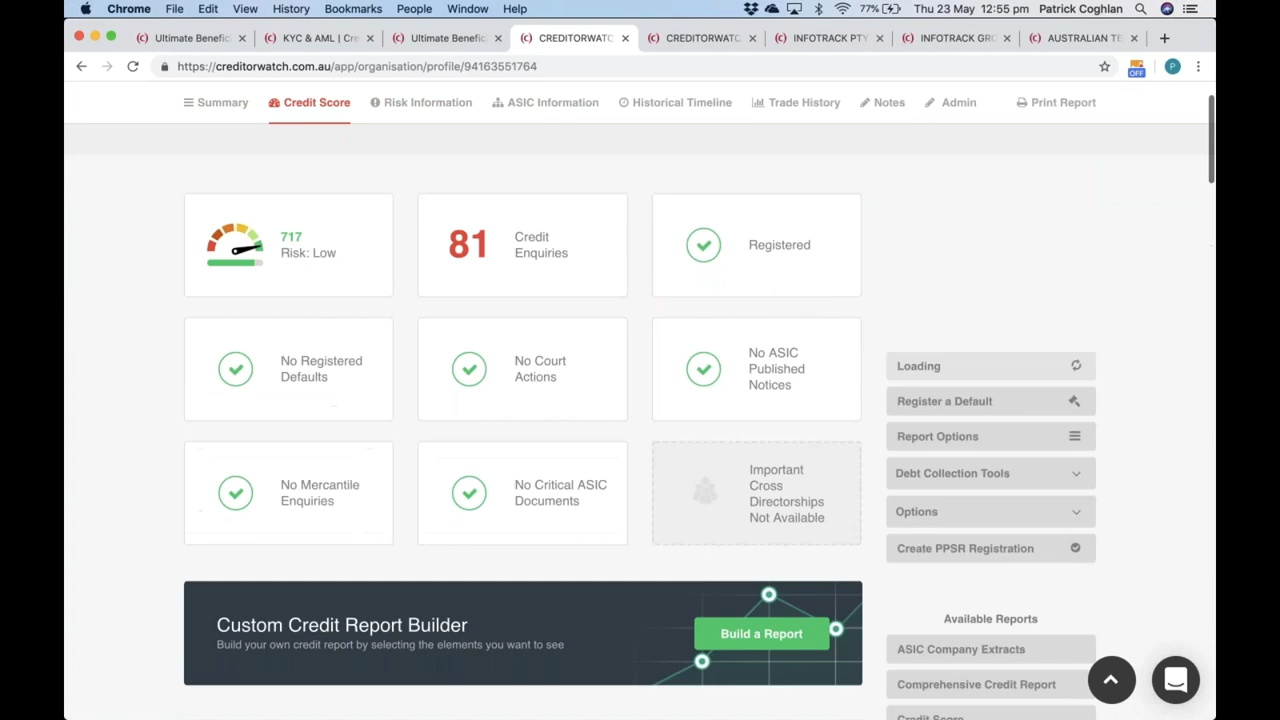 Chrome File Edit View History Bookmarks People Window Help 77% Thu 23 May 12:55 pm Patrick Coghlan
Ultimate Benefic KYC & AML | Cre Ultimate Benefic CREDITORWATC CREDITORWATC INFOTRACK PTY INFOTRACK GRO AUSTRALIAN TE
https://creditorwatch.com.au/app/organisation/profile/94163551764 OFF P
Summary Credit Score Risk Information ASIC Information Historical Timeline Trade History Notes Admin Print Report
717
Risk: Low
81
Credit
Enquiries
Registered
No Registered
Defaults
No Court
Actions
No ASIC
Published
Notices
No Mercantile
Enquiries
No Critical ASIC
Documents
Important
Cross
Directorships
Not Available
Loading
Register a Default
Report Options
Debt Collection Tools
Options
Create PPSR Registration
Custom Credit Report Builder
Build your own credit report by selecting the elements you want to see
Build a Report
Available Reports
ASIC Company Extracts
Comprehensive Credit Report
Credit Score